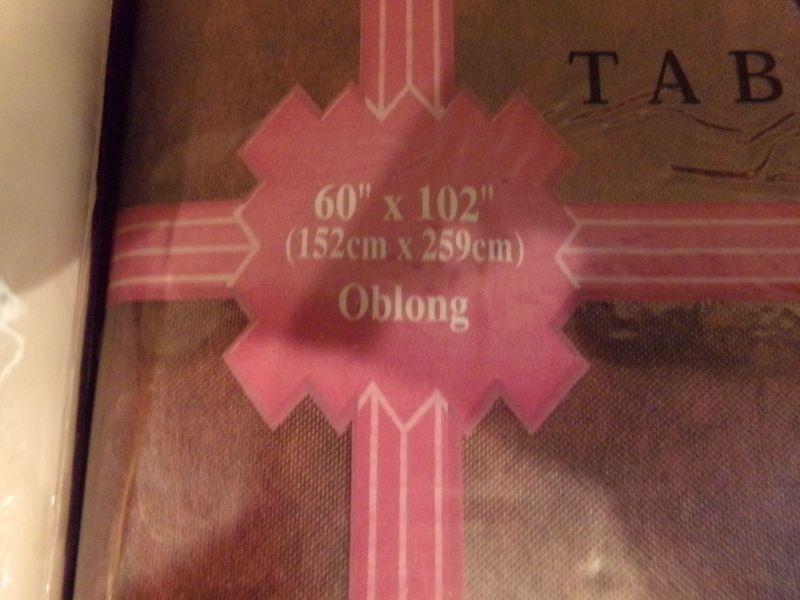 TAB
60" x 102"
(152cm x 259cm)
Oblong